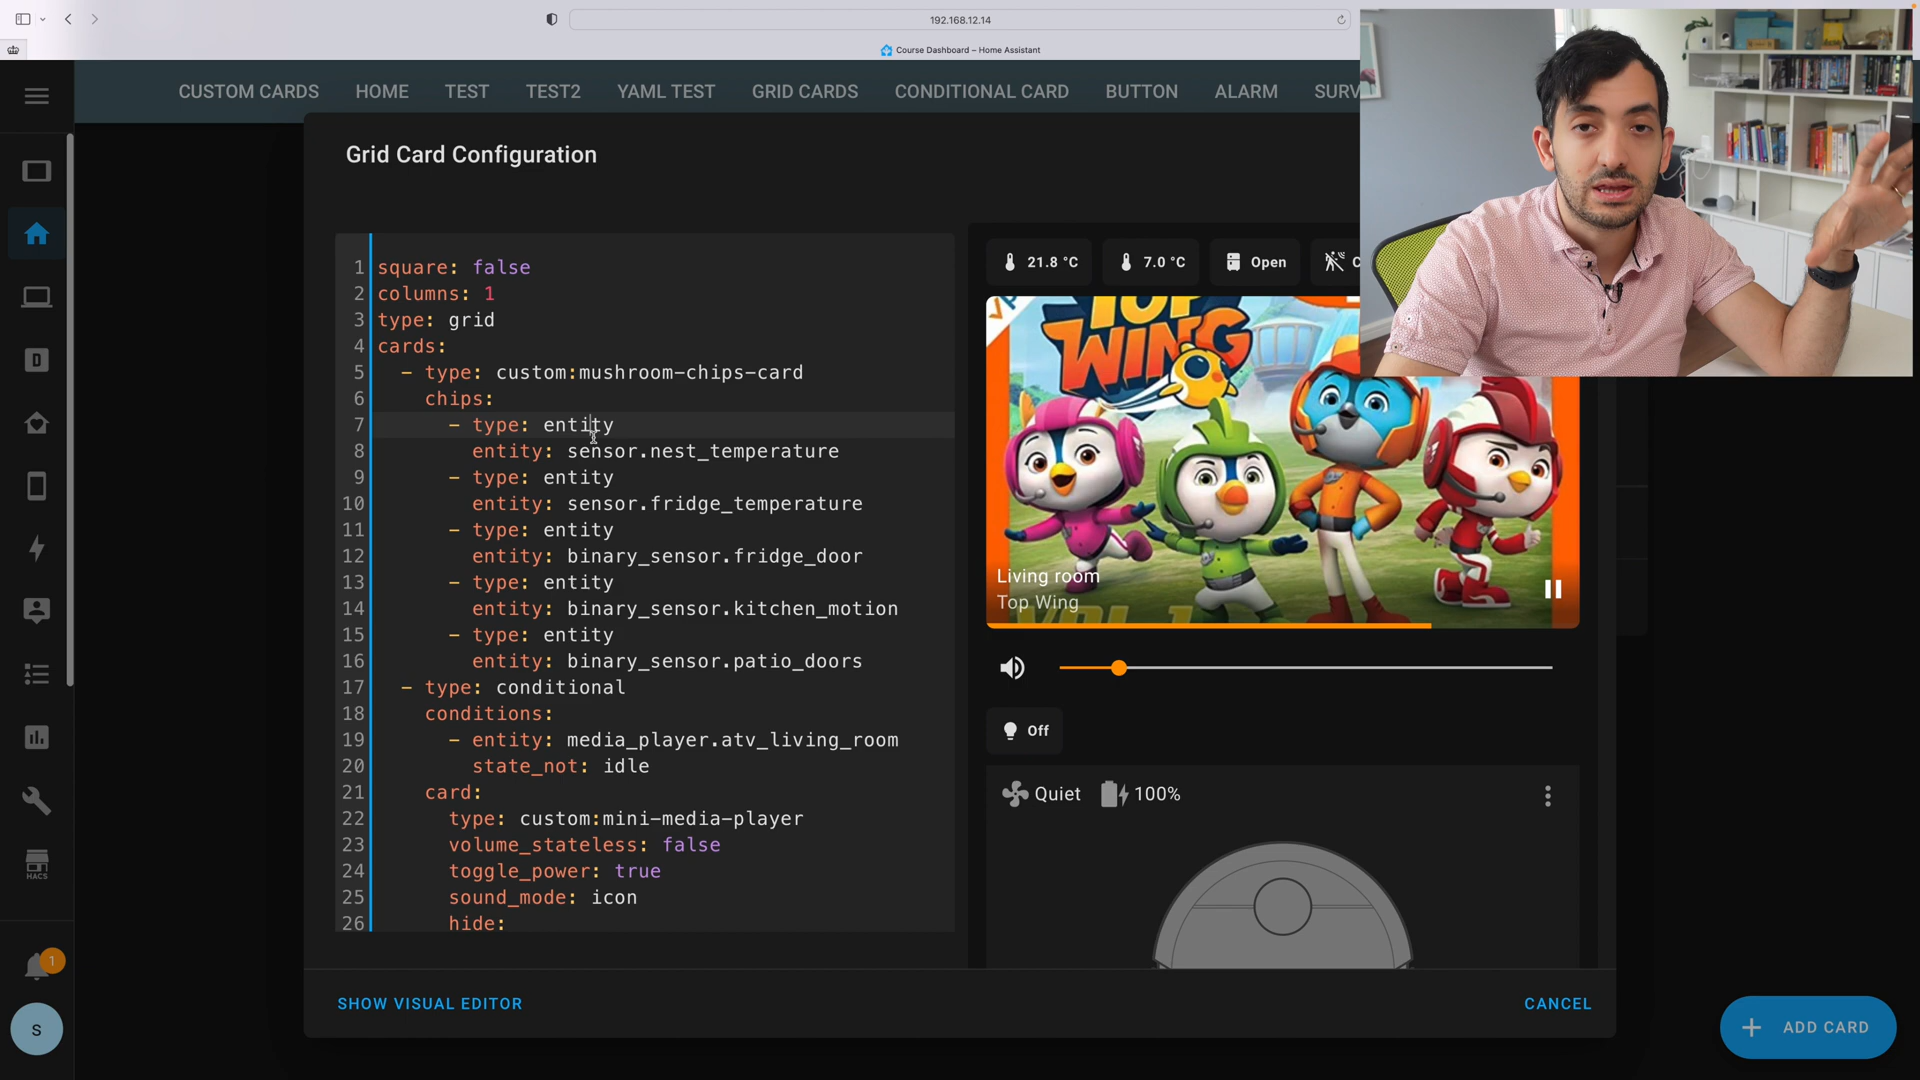 192.168.12.14
Course Dashboard – Home Assistant
CUSTOM CARDS
HOME
TEST
TEST2
YAML TEST
GRID CARDS
CONDITIONAL CARD
BUTTON
ALARM
SURV
Grid Card Configuration
1 square: false
2 columns: 1
3 type: grid
4 cards:
5 - type: custom:mushroom-chips-card
6 chips:
7 - type: entity
8 entity: sensor.nest_temperature
9 - type: entity
10 entity: sensor.fridge_temperature
11 - type: entity
12 entity: binary_sensor.fridge_door
13 - type: entity
14 entity: binary_sensor.kitchen_motion
15 - type: entity
16 entity: binary_sensor.patio_doors
17 - type: conditional
18 conditions:
19 - entity: media_player.atv_living_room
20 state_not: idle
21 card:
22 type: custom:mini-media-player
23 volume_stateless: false
24 toggle_power: true
25 sound_mode: icon
26 hide:
21.8 °C
7.0 °C
Open
C
TOP
WING
Living room
Top Wing
VOL 1
Off
Quiet
100%
D
HACS
1
S
SHOW VISUAL EDITOR
CANCEL
+ ADD CARD